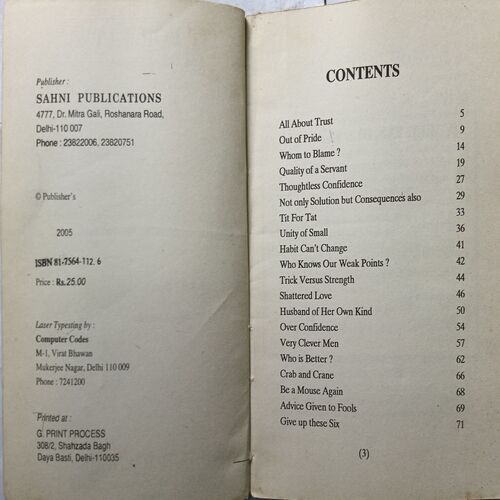 Publisher :
SAHNI PUBLICATIONS
4777, Dr. Mitra Gali, Roshanara Road,
Delhi-110 007
Phone : 23822006, 23820751
© Publisher's
2005
ISBN 81-7564-112. 6
Price : Rs.25.00
Laser Typesting by :
Computer Codes
M-1, Virat Bhawan
Mukerjee Nagar, Delhi 110 009
Phone : 7241200
Printed at :
G. PRINT PROCESS
308/2, Shahzada Bagh
Daya Basti, Delhi-110035
CONTENTS
All About Trust 5
Out of Pride 9
Whom to Blame ? 14
Quality of a Servant 19
Thoughtless Confidence 27
Not only Solution but Consequences also 29
Tit For Tat 33
Unity of Small 36
Habit Can't Change 41
Who Knows Our Weak Points ? 42
Trick Versus Strength 44
Shattered Love 46
Husband of Her Own Kind 50
Over Confidence 54
Very Clever Men 57
Who is Better ? 62
Crab and Crane 66
Be a Mouse Again 68
Advice Given to Fools 69
Give up these Six 71
(3)